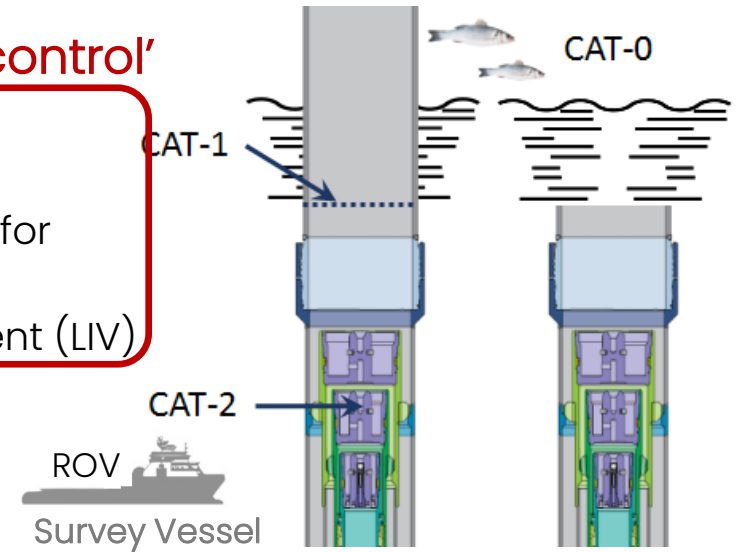 control’
CAT-0
CAT-1
for
ent (LIV)
CAT-2
ROV
Survey Vessel